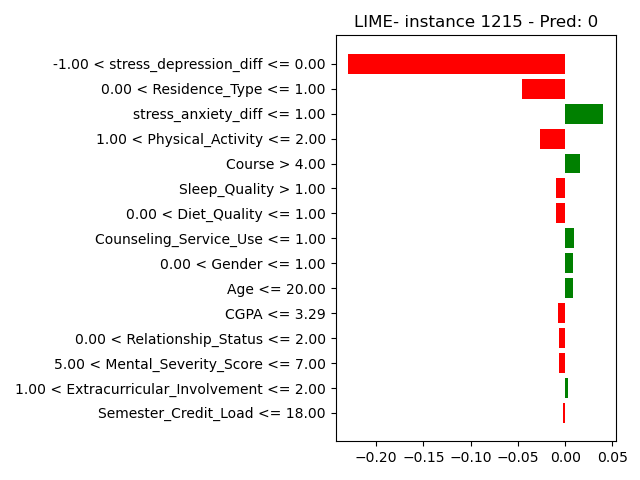 LIME- instance 1215 - Pred: 0
-1.00 < stress_depression_diff <= 0.00
0.00 < Residence_Type <= 1.00
stress_anxiety_diff <= 1.00
1.00 < Physical_Activity <= 2.00
Course > 4.00
Sleep_Quality > 1.00
0.00 < Diet_Quality <= 1.00
Counseling_Service_Use <= 1.00
0.00 < Gender <= 1.00
Age <= 20.00
CGPA <= 3.29
0.00 < Relationship_Status <= 2.00
5.00 < Mental_Severity_Score <= 7.00
1.00 < Extracurricular_Involvement <= 2.00
Semester_Credit_Load <= 18.00
−0.20 −0.15 −0.10 −0.05 0.00 0.05